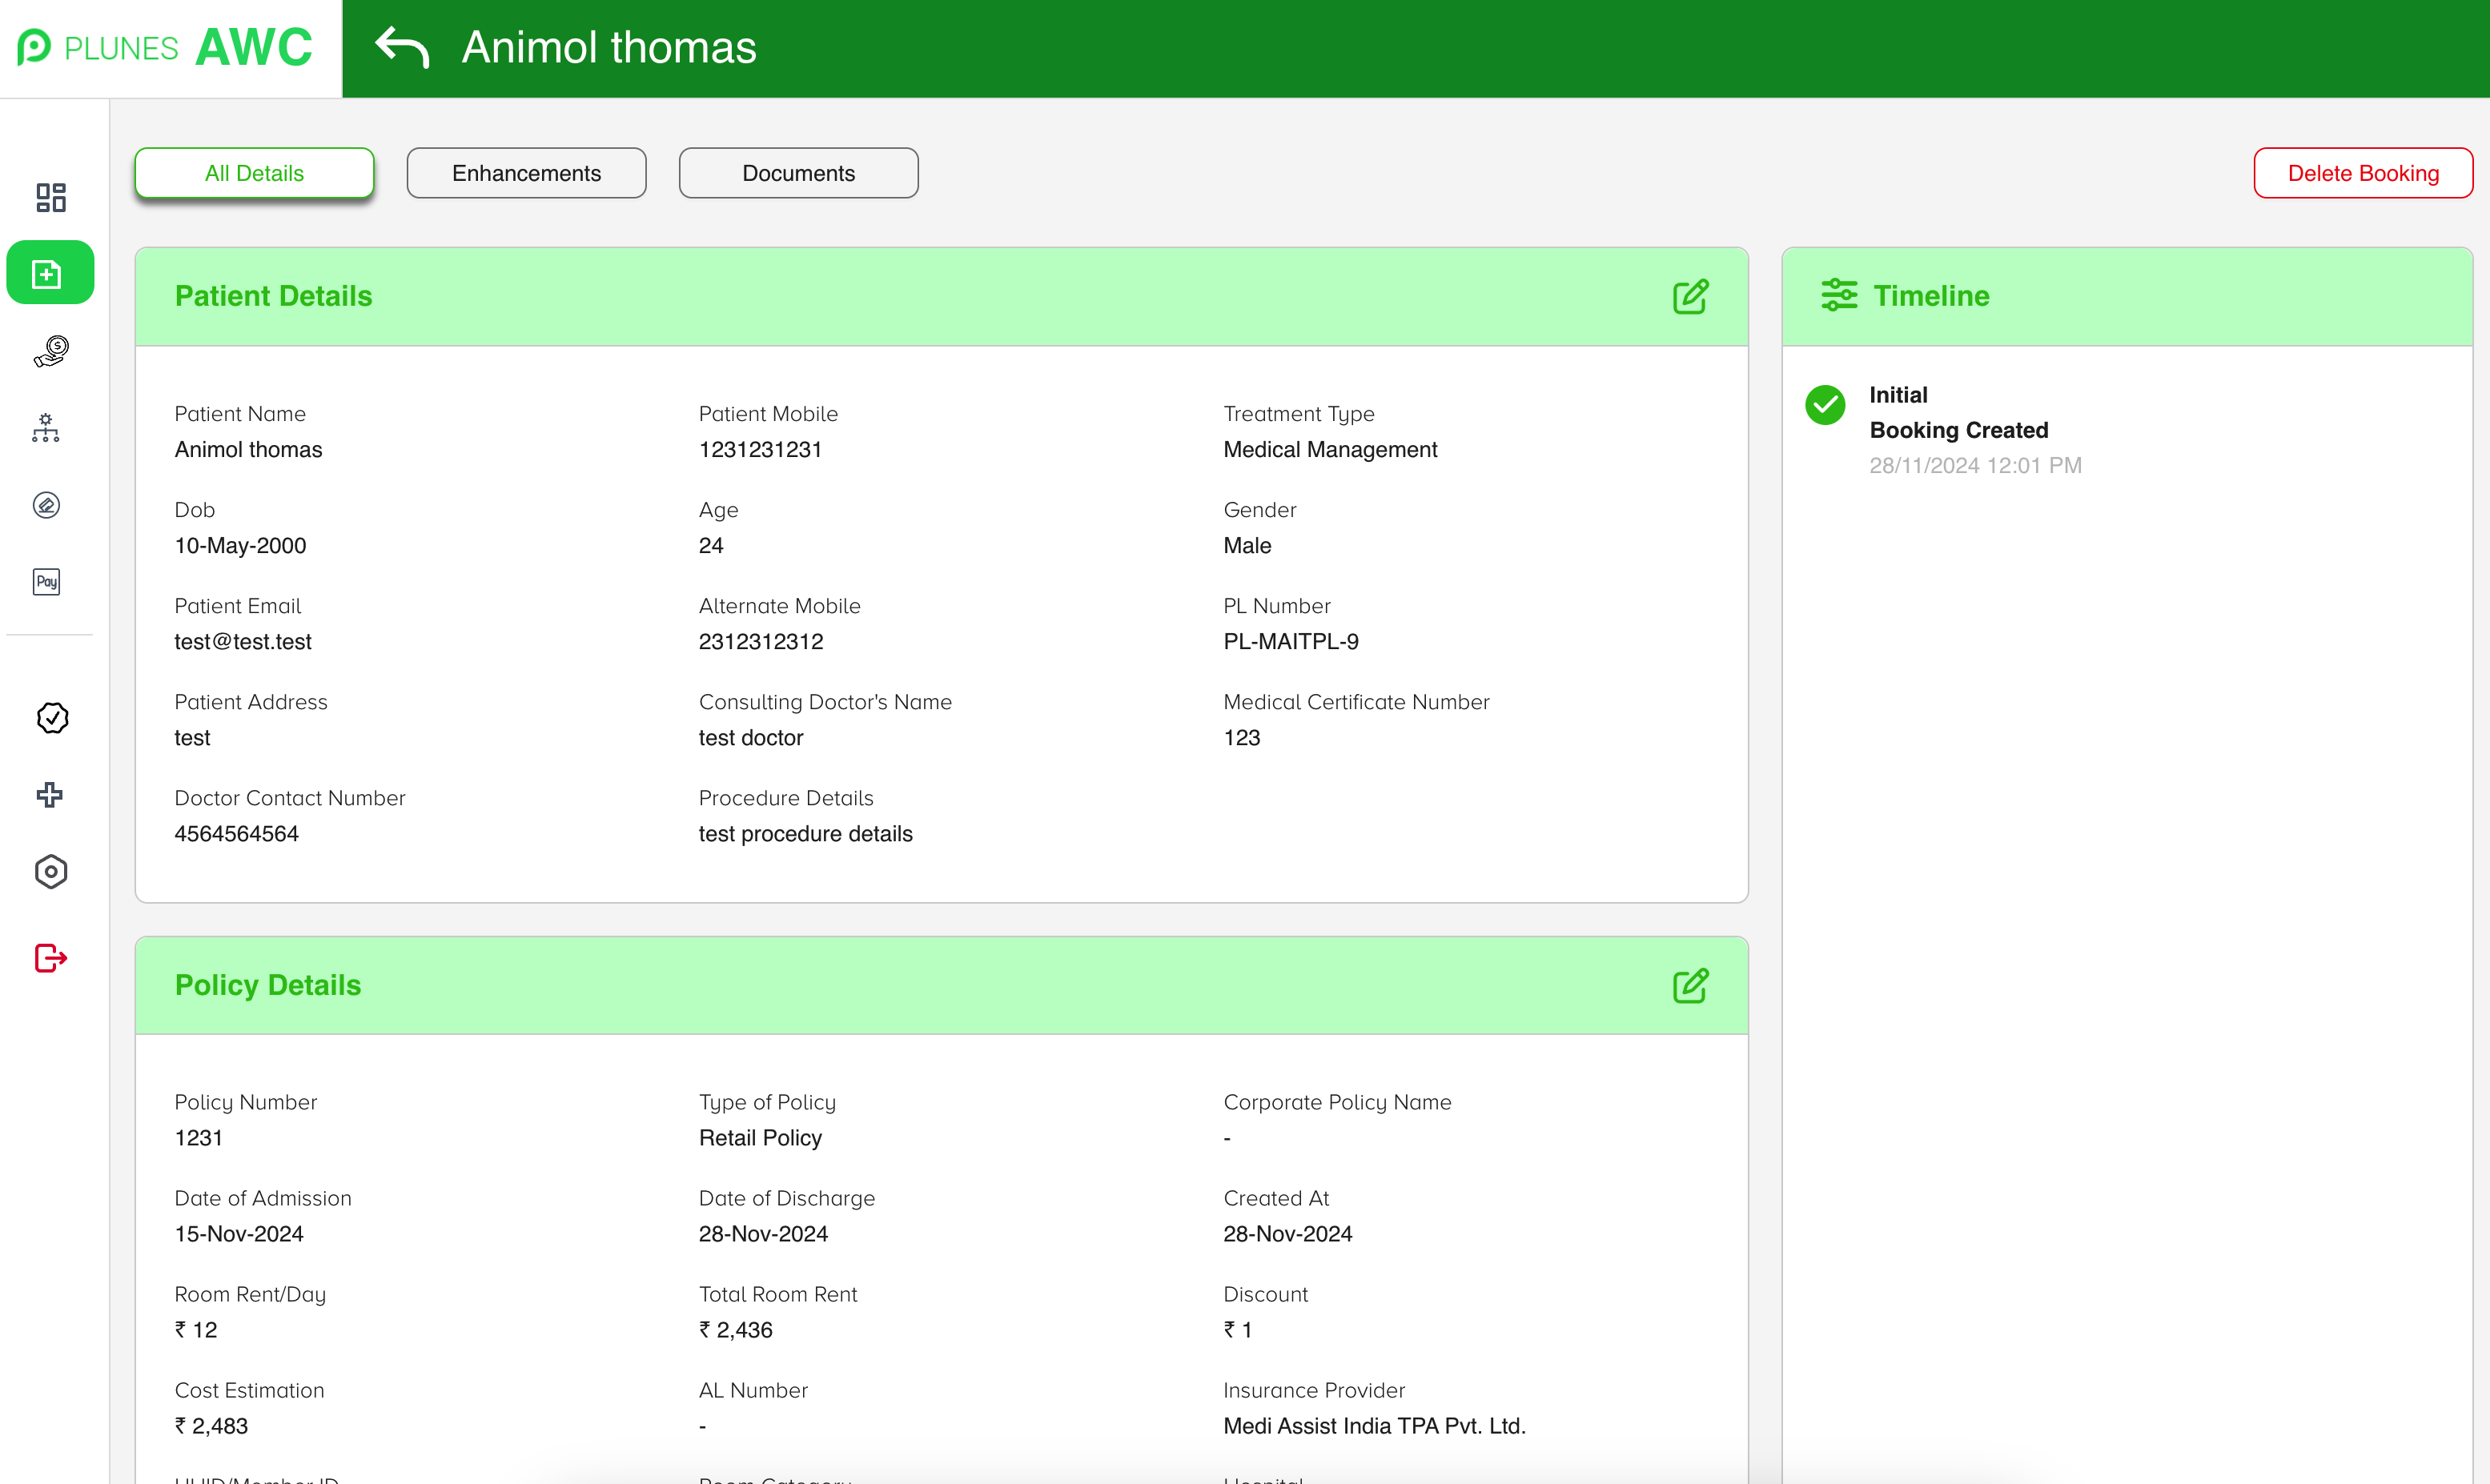 PLUNES AWC
Animol thomas
All Details
Enhancements
Documents
Delete Booking
Patient Details
Patient Name
Animol thomas
Patient Mobile
1231231231
Treatment Type
Medical Management
Dob
10-May-2000
Age
24
Gender
Male
Patient Email
test@test.test
Alternate Mobile
2312312312
PL Number
PL-MAITPL-9
Patient Address
test
Consulting Doctor's Name
test doctor
Medical Certificate Number
123
Doctor Contact Number
4564564564
Procedure Details
test procedure details
Policy Details
Policy Number
1231
Type of Policy
Retail Policy
Corporate Policy Name
-
Date of Admission
15-Nov-2024
Date of Discharge
28-Nov-2024
Created At
28-Nov-2024
Room Rent/Day
₹ 12
Total Room Rent
₹ 2,436
Discount
₹ 1
Cost Estimation
₹ 2,483
AL Number
-
Insurance Provider
Medi Assist India TPA Pvt. Ltd.
Room Category
Hospital
Timeline
Initial
Booking Created
28/11/2024 12:01 PM
Pay